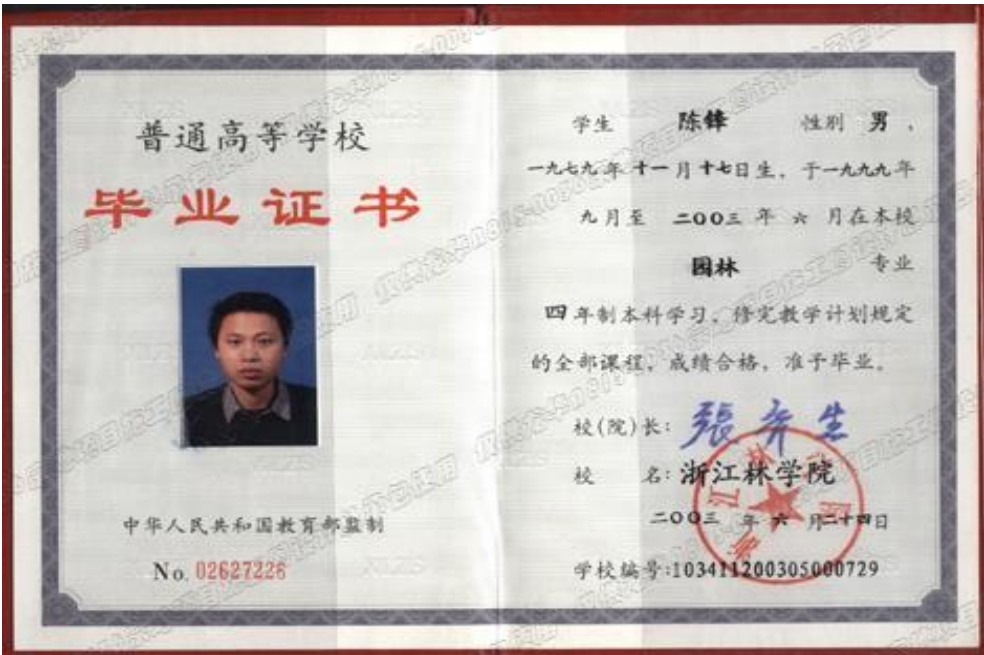 普通高等学校
毕业证书
中华人民共和国教育部监制
No. 02627226
学生 陈锋 性别 男，
一九七九年十一月十七日生，于一九九九年
九月至 二〇〇三 年 六 月在本校
园林 专业
四年制本科学习，修完教学计划规定
的全部课程，成绩合格，准予毕业。
校(院)长：張齐生
校 名：浙江林学院
二〇〇三 年 六 月二十四日
学校编号:103411200305000729